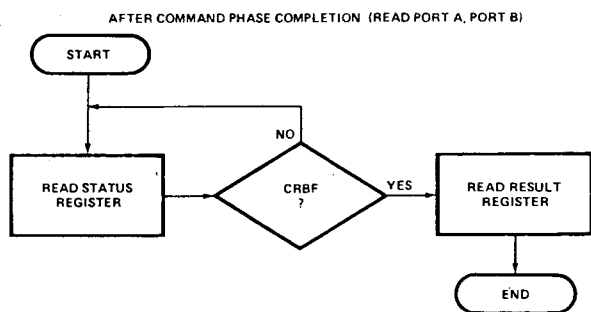 AFTER COMMAND PHASE COMPLETION (READ PORT A, PORT B)
START
NO
READ STATUS
REGISTER
CRBF
?
YES
READ RESULT
REGISTER
END